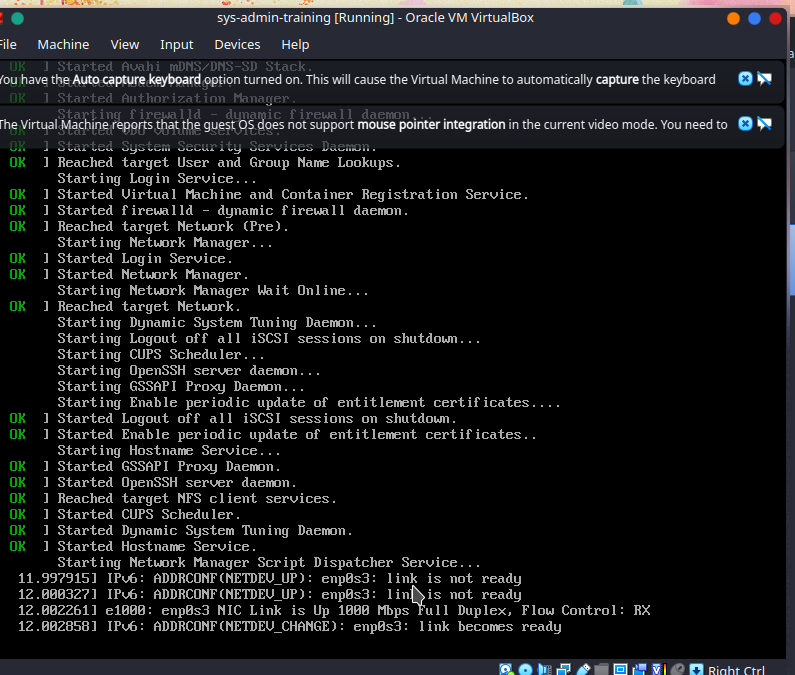 sys-admin-training [Running] - Oracle VM VirtualBox
File Machine View Input Devices Help
OK ] Started Avahi mDNS/DNS-SD Stack.
You have the Auto capture keyboard option turned on. This will cause the Virtual Machine to automatically capture the keyboard
OK ] Started Authorization Manager.
Starting firewalld - dynamic firewall daemon...
The Virtual Machine reports that the guest OS does not support mouse pointer integration in the current video mode. You need to
OK ] Started System Security Services Daemon.
OK ] Reached target User and Group Name Lookups.
Starting Login Service...
OK ] Started Virtual Machine and Container Registration Service.
OK ] Started firewalld - dynamic firewall daemon.
OK ] Reached target Network (Pre).
Starting Network Manager...
OK ] Started Login Service.
OK ] Started Network Manager.
Starting Network Manager Wait Online...
OK ] Reached target Network.
Starting Dynamic System Tuning Daemon...
Starting Logout off all iSCSI sessions on shutdown...
Starting CUPS Scheduler...
Starting OpenSSH server daemon...
Starting GSSAPI Proxy Daemon...
Starting Enable periodic update of entitlement certificates....
OK ] Started Logout off all iSCSI sessions on shutdown.
OK ] Started Enable periodic update of entitlement certificates..
Starting Hostname Service...
OK ] Started GSSAPI Proxy Daemon.
OK ] Started OpenSSH server daemon.
OK ] Reached target NFS client services.
OK ] Started CUPS Scheduler.
OK ] Started Dynamic System Tuning Daemon.
OK ] Started Hostname Service.
Starting Network Manager Script Dispatcher Service...
11.997915] IPv6: ADDRCONF(NETDEV_UP): enp0s3: link is not ready
12.000327] IPv6: ADDRCONF(NETDEV_UP): enp0s3: link is not ready
12.002261] e1000: enp0s3 NIC Link is Up 1000 Mbps Full Duplex, Flow Control: RX
12.002858] IPv6: ADDRCONF(NETDEV_CHANGE): enp0s3: link becomes ready
Right Ctrl